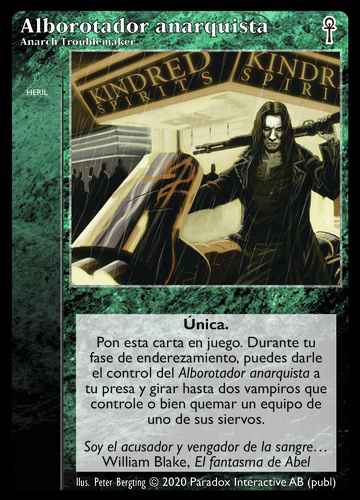 Alborotador anarquista
Anarch Troublemaker
HERIL
KINDRED
SPIRITS
KINDR
SPIRI
Única.
Pon esta carta en juego. Durante tu
fase de enderezamiento, puedes darle
el control del Alborotador anarquista a
tu presa y girar hasta dos vampiros que
controle o bien quemar un equipo de
uno de sus siervos.
Soy el acusador y vengador de la sangre…
William Blake, El fantasma de Abel
Ilus. Peter Bergting © 2020 Paradox Interactive AB (publ)